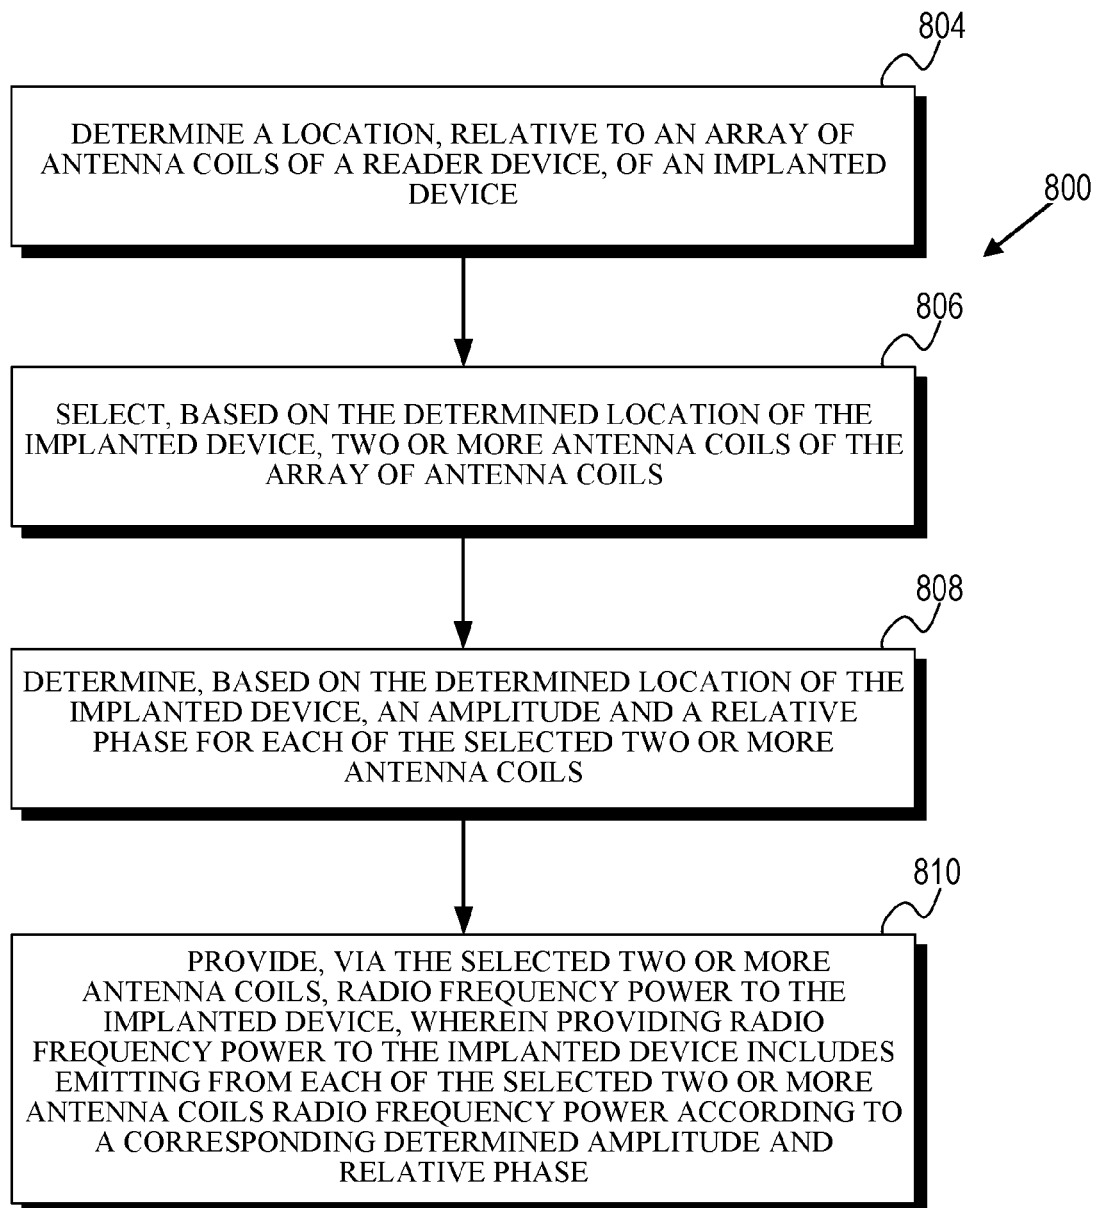 804
DETERMINE A LOCATION, RELATIVE TO AN ARRAY OF
ANTENNA COILS OF A READER DEVICE, OF AN IMPLANTED
DEVICE
800
806
SELECT, BASED ON THE DETERMINED LOCATION OF THE
IMPLANTED DEVICE, TWO OR MORE ANTENNA COILS OF THE
ARRAY OF ANTENNA COILS
808
DETERMINE, BASED ON THE DETERMINED LOCATION OF THE
IMPLANTED DEVICE, AN AMPLITUDE AND A RELATIVE
PHASE FOR EACH OF THE SELECTED TWO OR MORE
ANTENNA COILS
810
PROVIDE, VIA THE SELECTED TWO OR MORE
ANTENNA COILS, RADIO FREQUENCY POWER TO THE
IMPLANTED DEVICE, WHEREIN PROVIDING RADIO
FREQUENCY POWER TO THE IMPLANTED DEVICE INCLUDES
EMITTING FROM EACH OF THE SELECTED TWO OR MORE
ANTENNA COILS RADIO FREQUENCY POWER ACCORDING TO
A CORRESPONDING DETERMINED AMPLITUDE AND
RELATIVE PHASE